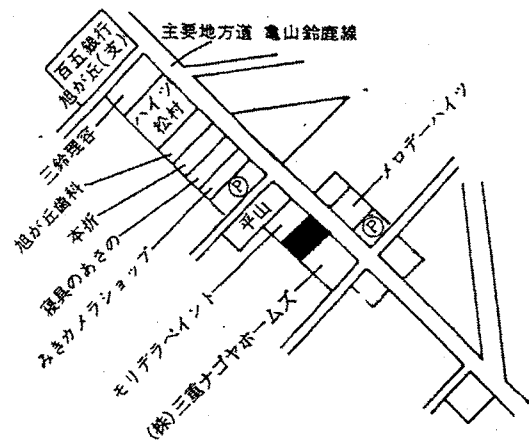 主要地方道 亀山鈴鹿線
百五銀行
旭が丘(支)
ハイツ
松村
三鈴理容
旭が丘歯科
本折
寝具のあさの
みさカメラショップ
P
平山
モリデラペイント
(株)三重ナゴヤホームズ
メロデーハイツ
P